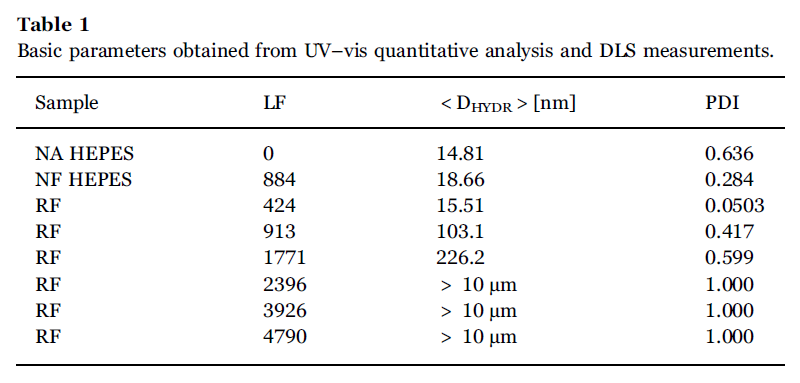 Table 1
Basic parameters obtained from UV–vis quantitative analysis and DLS measurements.
Sample LF < D_HYDR > [nm] PDI
NA HEPES 0 14.81 0.636
NF HEPES 884 18.66 0.284
RF 424 15.51 0.0503
RF 913 103.1 0.417
RF 1771 226.2 0.599
RF 2396 > 10 μm 1.000
RF 3926 > 10 μm 1.000
RF 4790 > 10 μm 1.000